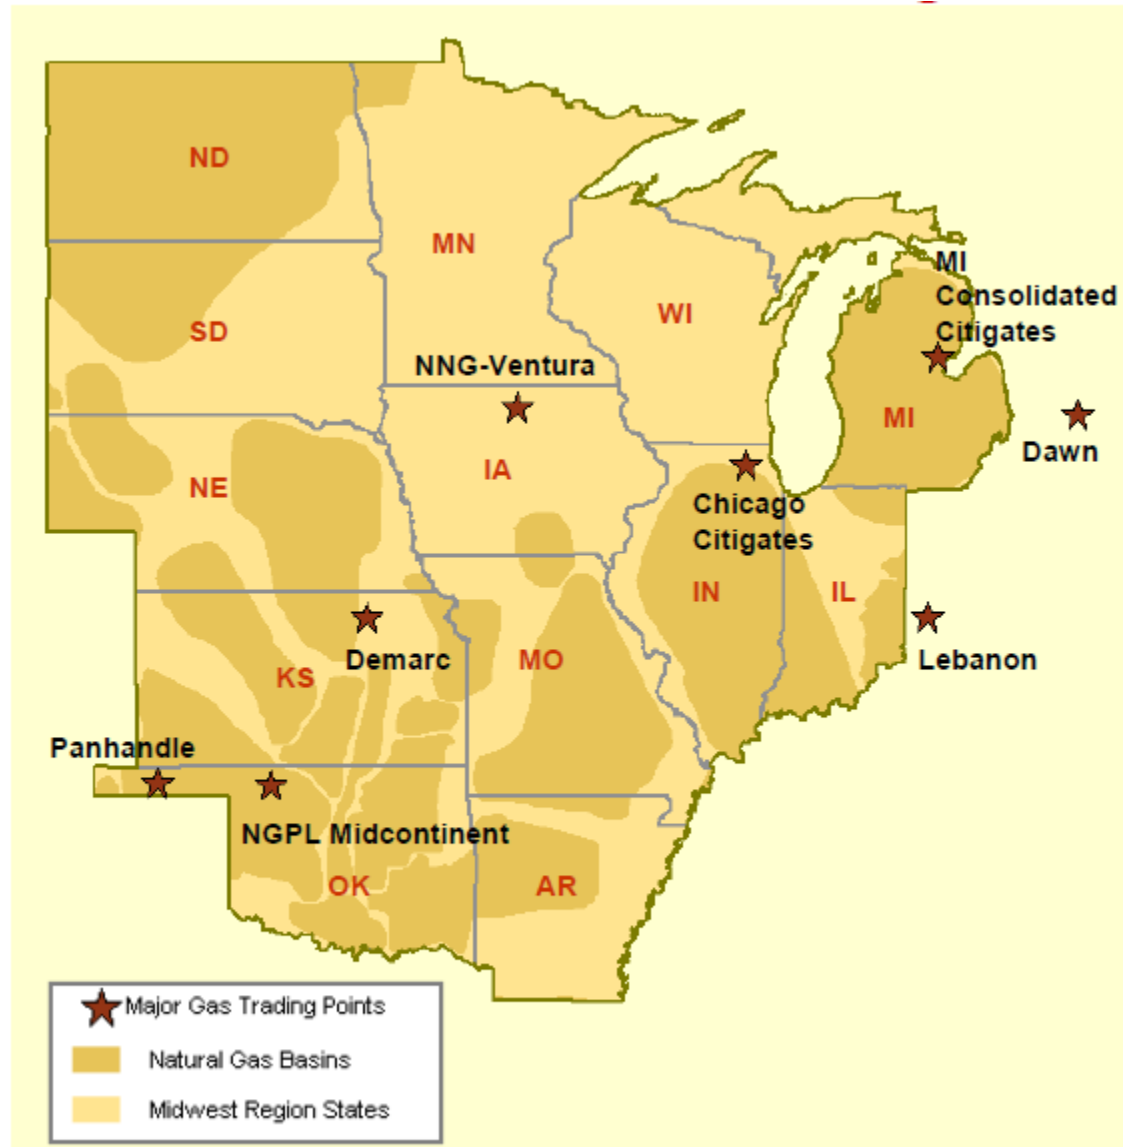 ND
MN
MI
Consolidated
Citigates
WI
SD
NNG-Ventura
MI
Dawn
IA
NE
Chicago
Citigates
IN
IL
Demarc
MO
Lebanon
KS
Panhandle
NGPL Midcontinent
OK
AR
Major Gas Trading Points
Natural Gas Basins
Midwest Region States